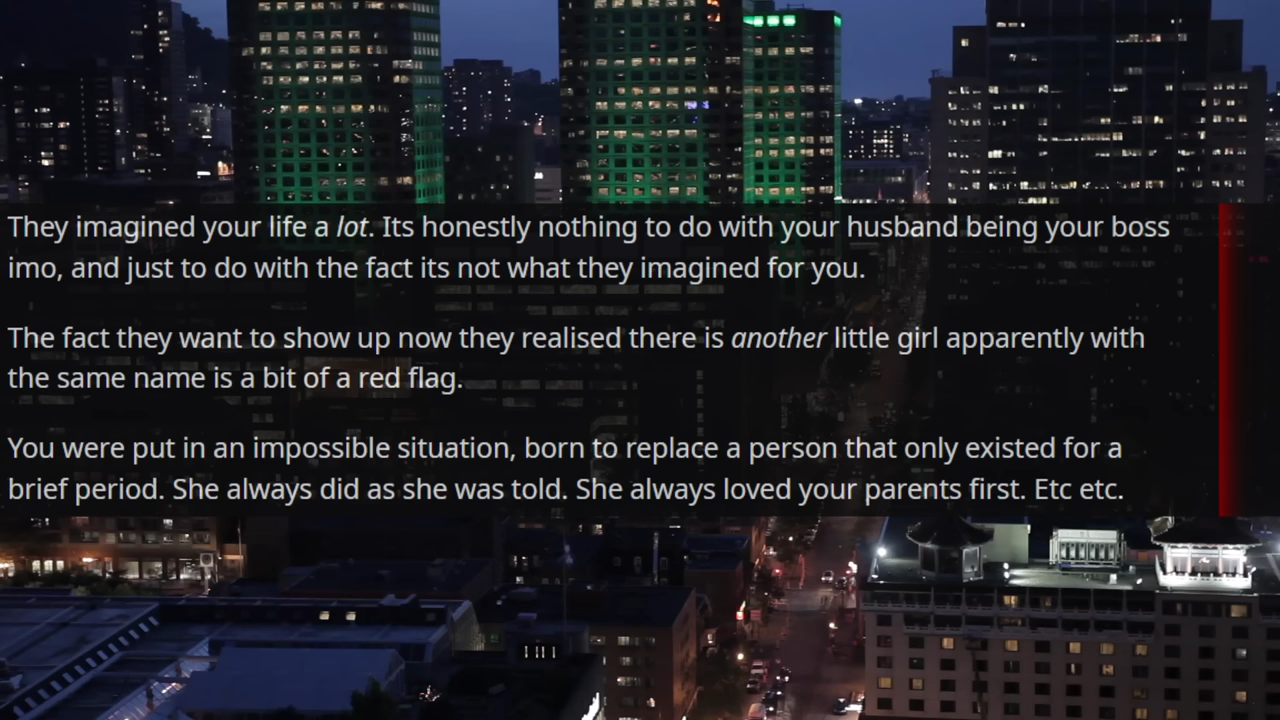 They imagined your life a lot. Its honestly nothing to do with your husband being your boss
imo, and just to do with the fact its not what they imagined for you.
The fact they want to show up now they realised there is another little girl apparently with
the same name is a bit of a red flag.
You were put in an impossible situation, born to replace a person that only existed for a
brief period. She always did as she was told. She always loved your parents first. Etc etc.